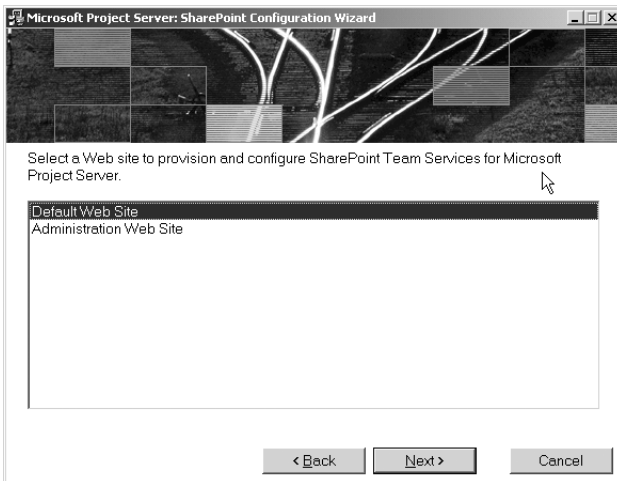 Microsoft Project Server: SharePoint Configuration Wizard
Select a Web site to provision and configure SharePoint Team Services for Microsoft
Project Server.
Default Web Site
Administration Web Site
< Back Next > Cancel